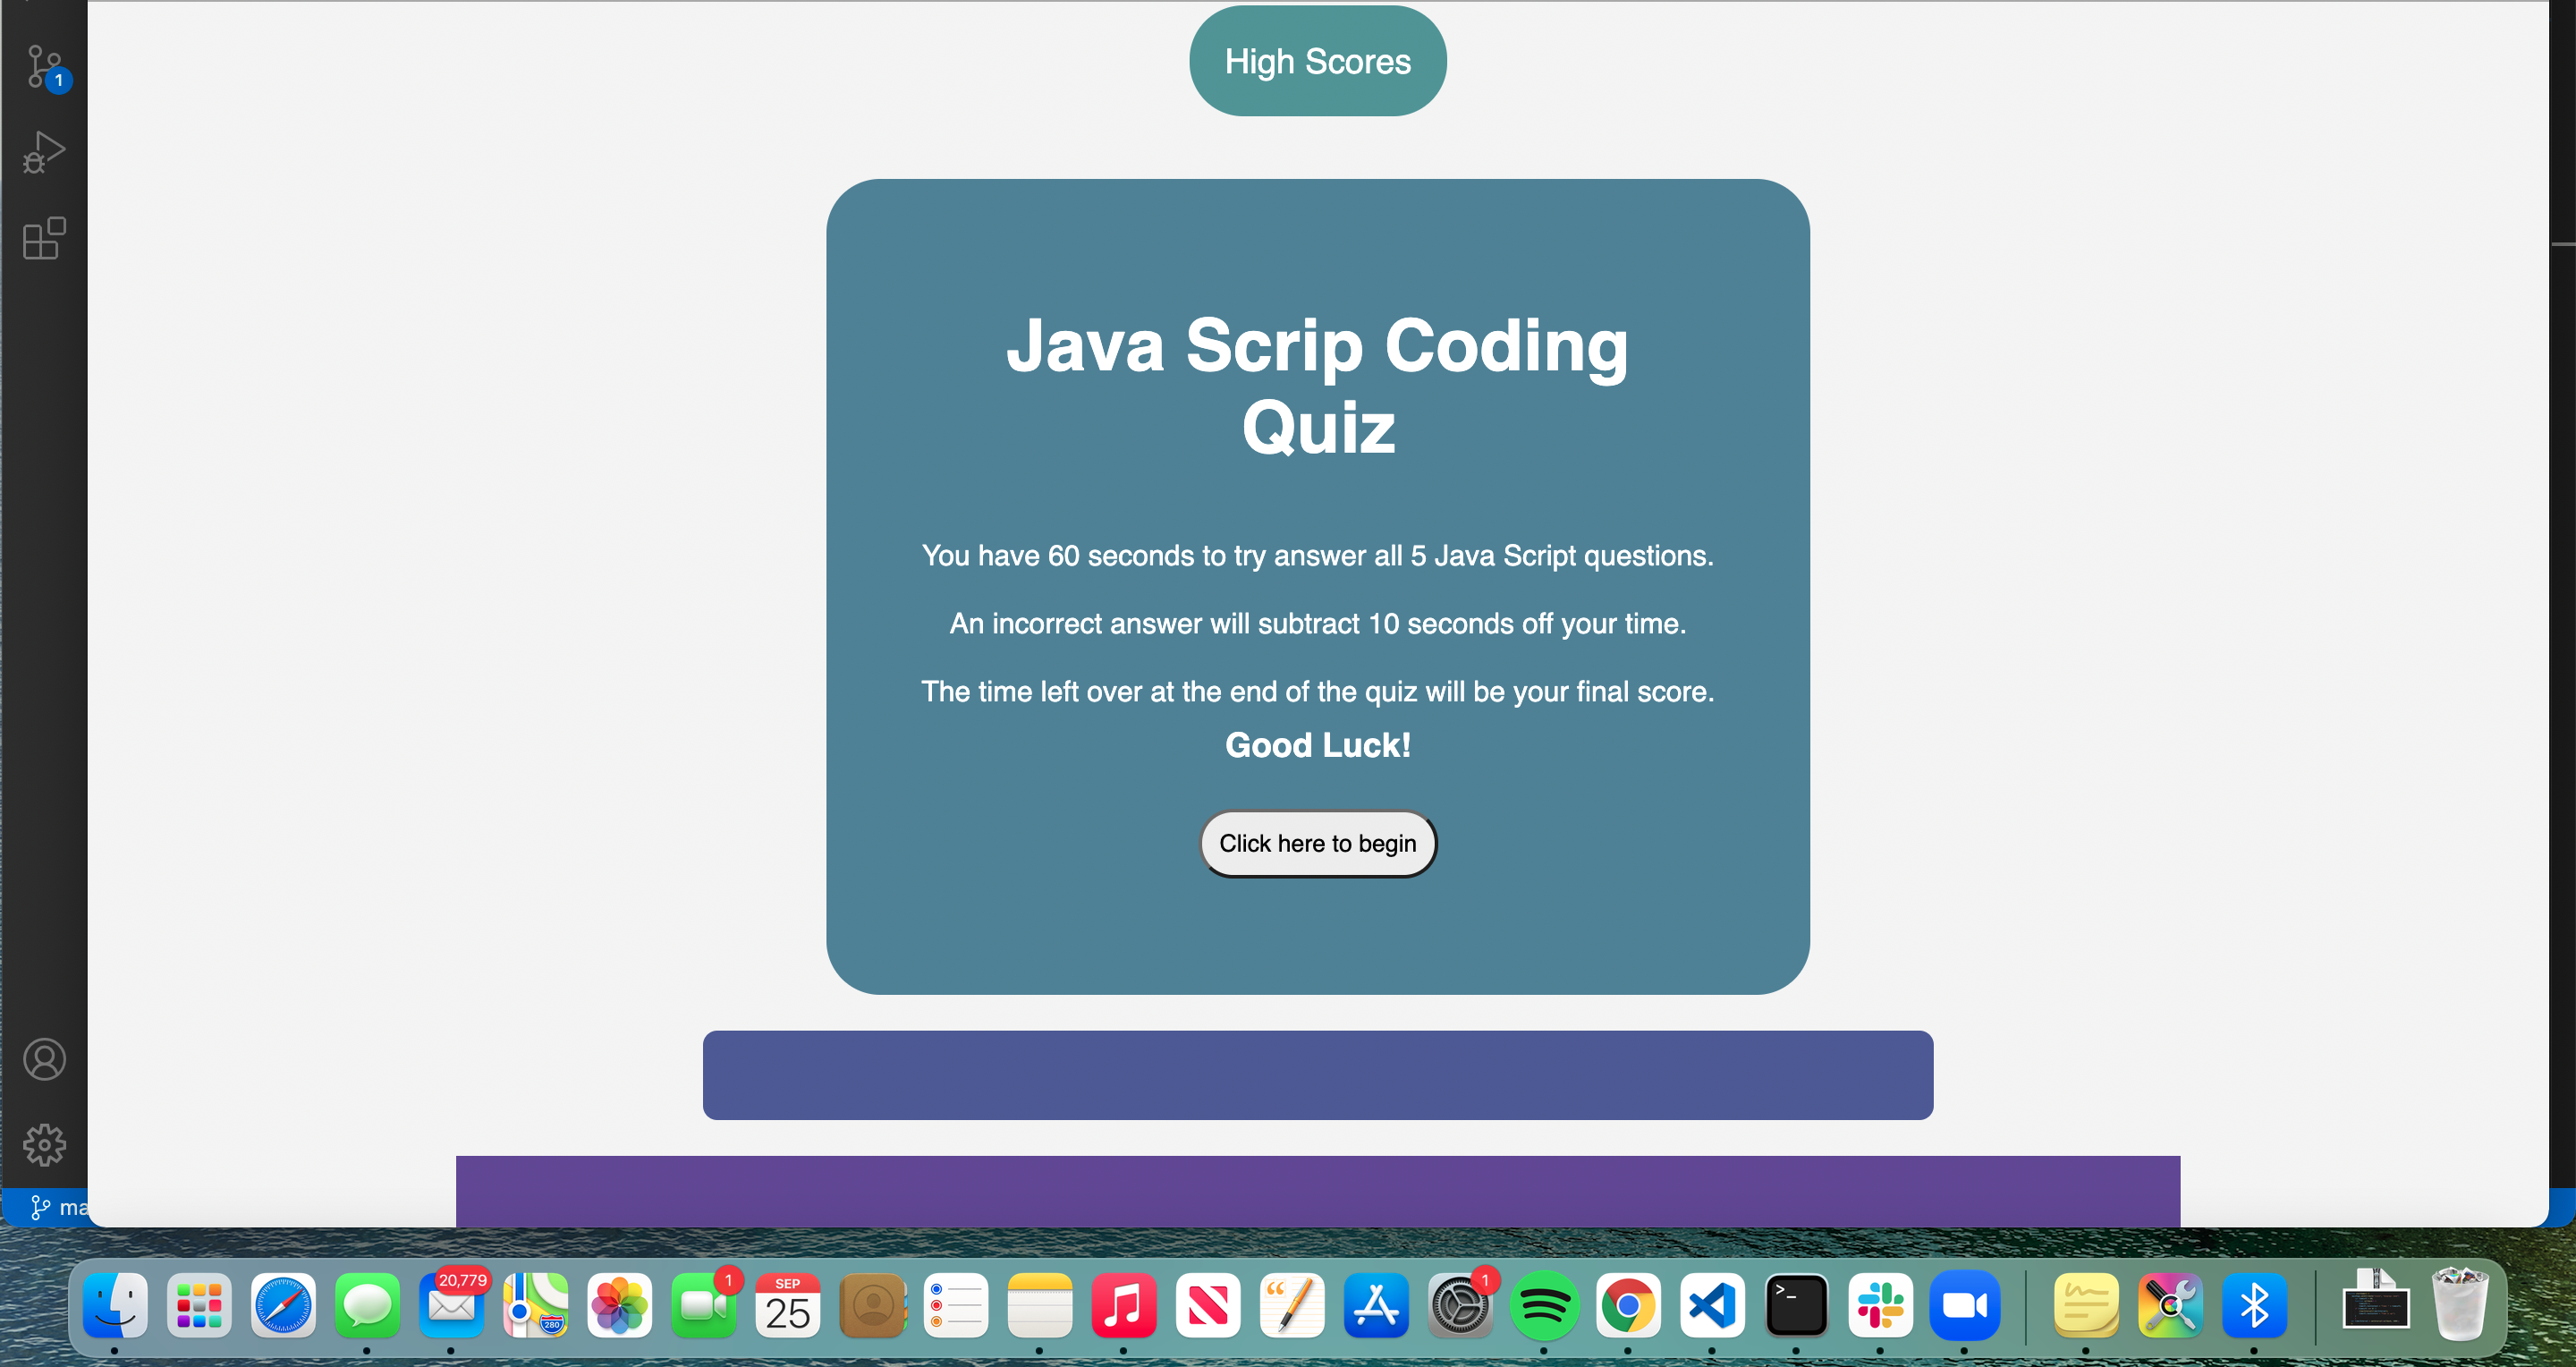 1
High Scores
Java Scrip Coding
Quiz
You have 60 seconds to try answer all 5 Java Script questions.
An incorrect answer will subtract 10 seconds off your time.
The time left over at the end of the quiz will be your final score.
Good Luck!
Click here to begin
ma
20,779
280
1
SEP
25
1
>_